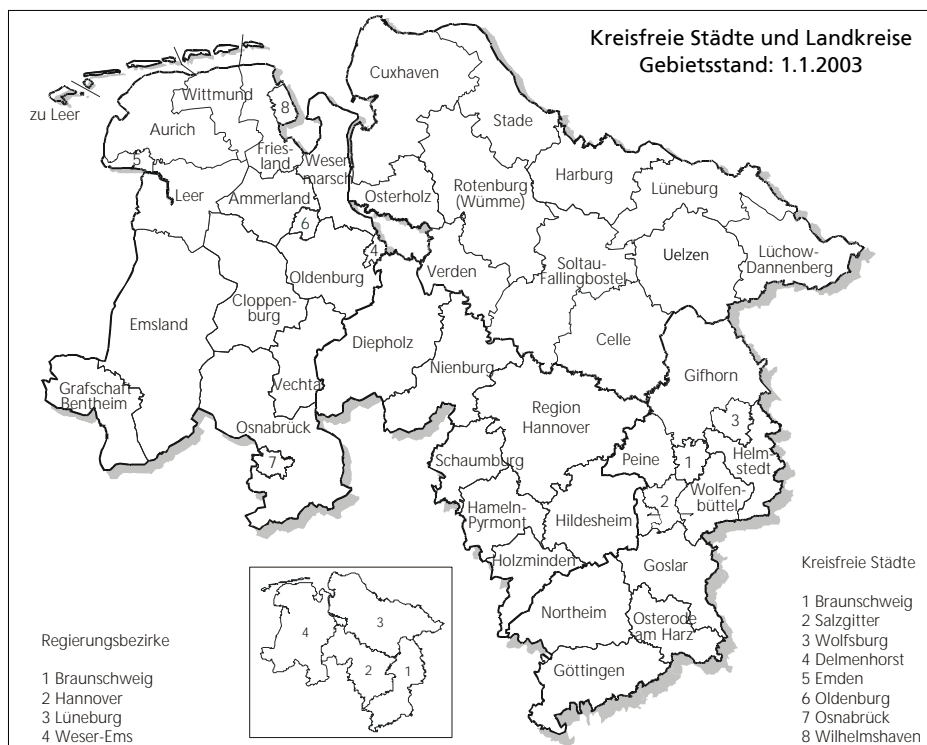 Kreisfreie Städte und Landkreise
Gebietsstand: 1.1.2003
zu Leer
Wittmund
Aurich
8
5
Fries-
land
Weser
marsch
Cuxhaven
Stade
Leer
Ammerland
6
Osterholz
Rotenburg
(Wümme)
Harburg
Lüneburg
4
Oldenburg
Verden
Soltau-
Fallingbostel
Uelzen
Lüchow-
Dannenberg
Emsland
Cloppen-
burg
Diepholz
Nienburg
Celle
Gifhorn
Grafschaft
Bentheim
Vechta
Osnabrück
7
Region
Hannover
3
Schaumburg
Peine
1
Helm-
stedt
Hameln-
Pyrmont
Hildesheim
2
Wolfen-
büttel
Holzminden
Goslar
Northeim
Osterode
am Harz
Göttingen
Regierungsbezirke
1 Braunschweig
2 Hannover
3 Lüneburg
4 Weser-Ems
4
3
2
1
Kreisfreie Städte
1 Braunschweig
2 Salzgitter
3 Wolfsburg
4 Delmenhorst
5 Emden
6 Oldenburg
7 Osnabrück
8 Wilhelmshaven